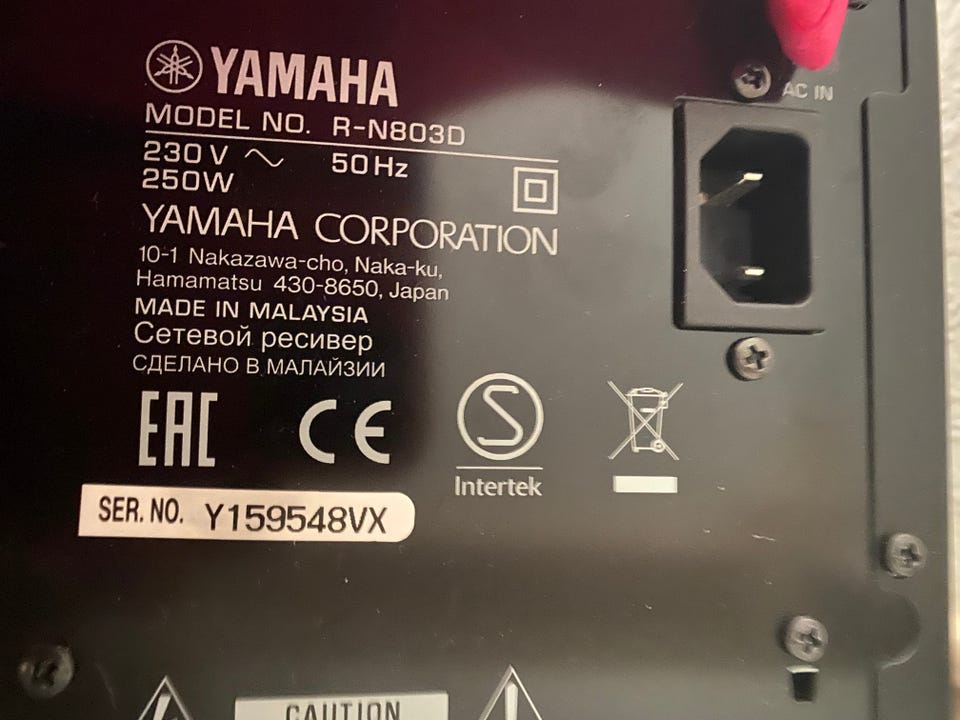 YAMAHA
MODEL NO. R-N803D
230 V ~ 50 Hz
250W
YAMAHA CORPORATION
10-1 Nakazawa-cho, Naka-ku,
Hamamatsu 430-8650, Japan
MADE IN MALAYSIA
Сетевой ресивер
СДЕЛАНО В МАЛАЙЗИИ
EAC CE S
Intertek
SER. NO. Y159548VX
AC IN
CAUTION